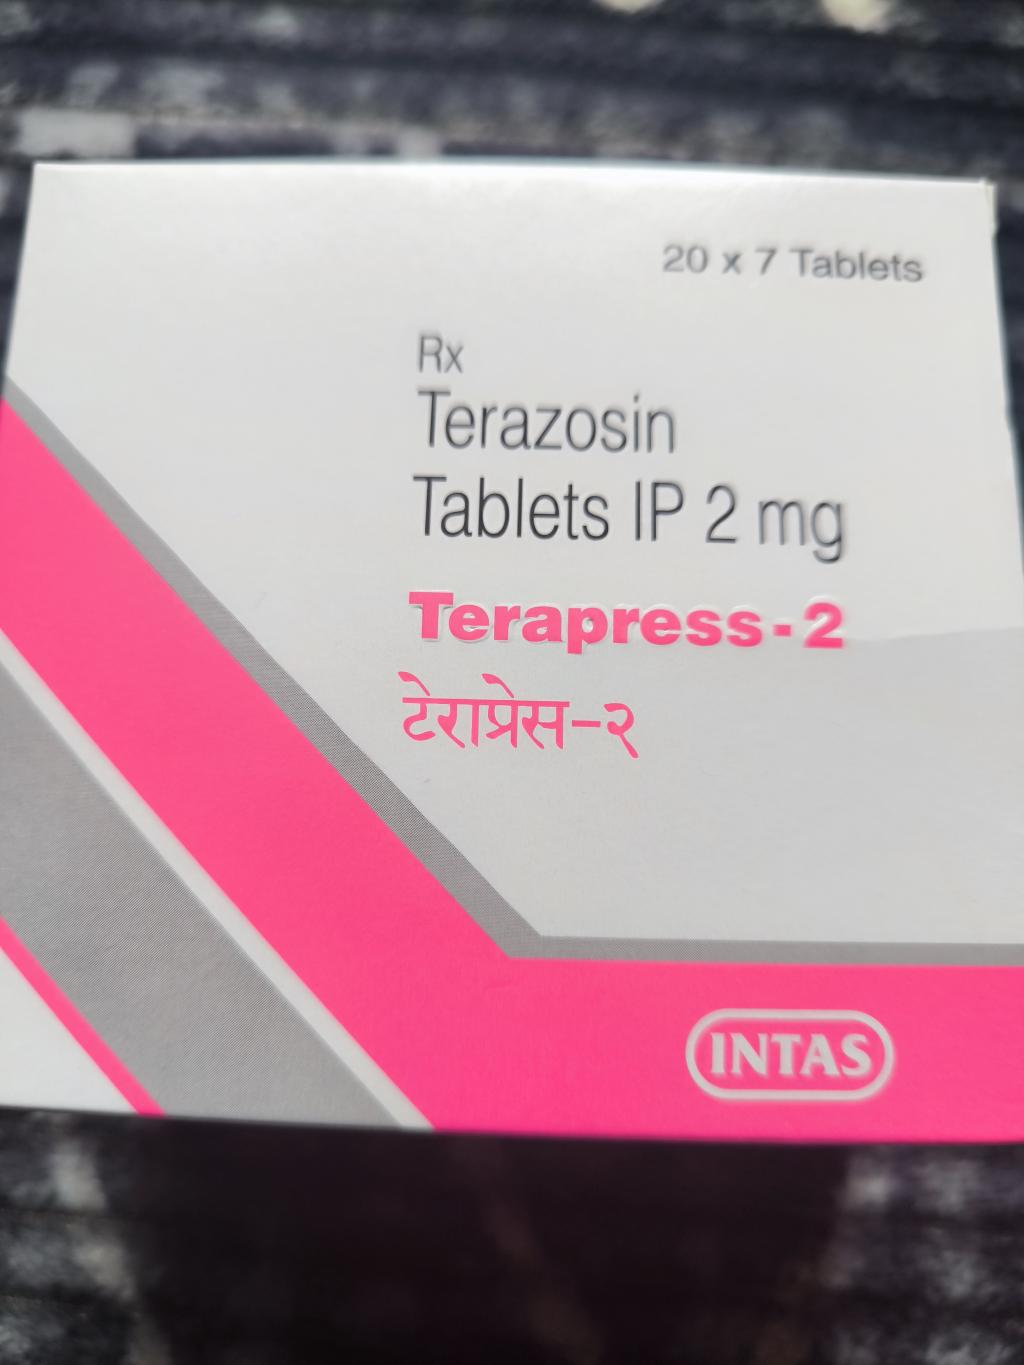 20 x 7 Tablets
Rx
Terazosin
Tablets IP 2 mg
Terapress-2
टेराप्रेस-२
INTAS